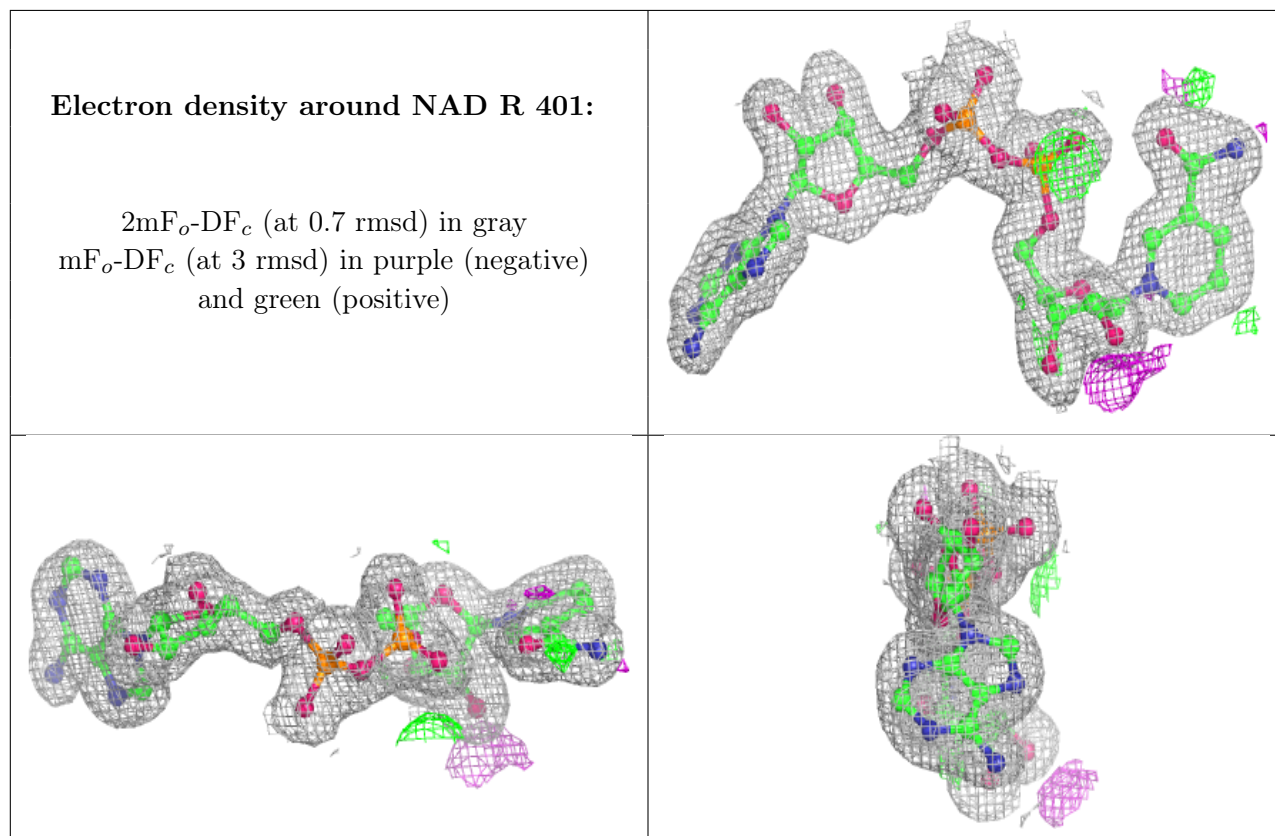 Electron density around NAD R 401:
2mFo-DFc (at 0.7 rmsd) in gray
mFo-DFc (at 3 rmsd) in purple (negative)
and green (positive)